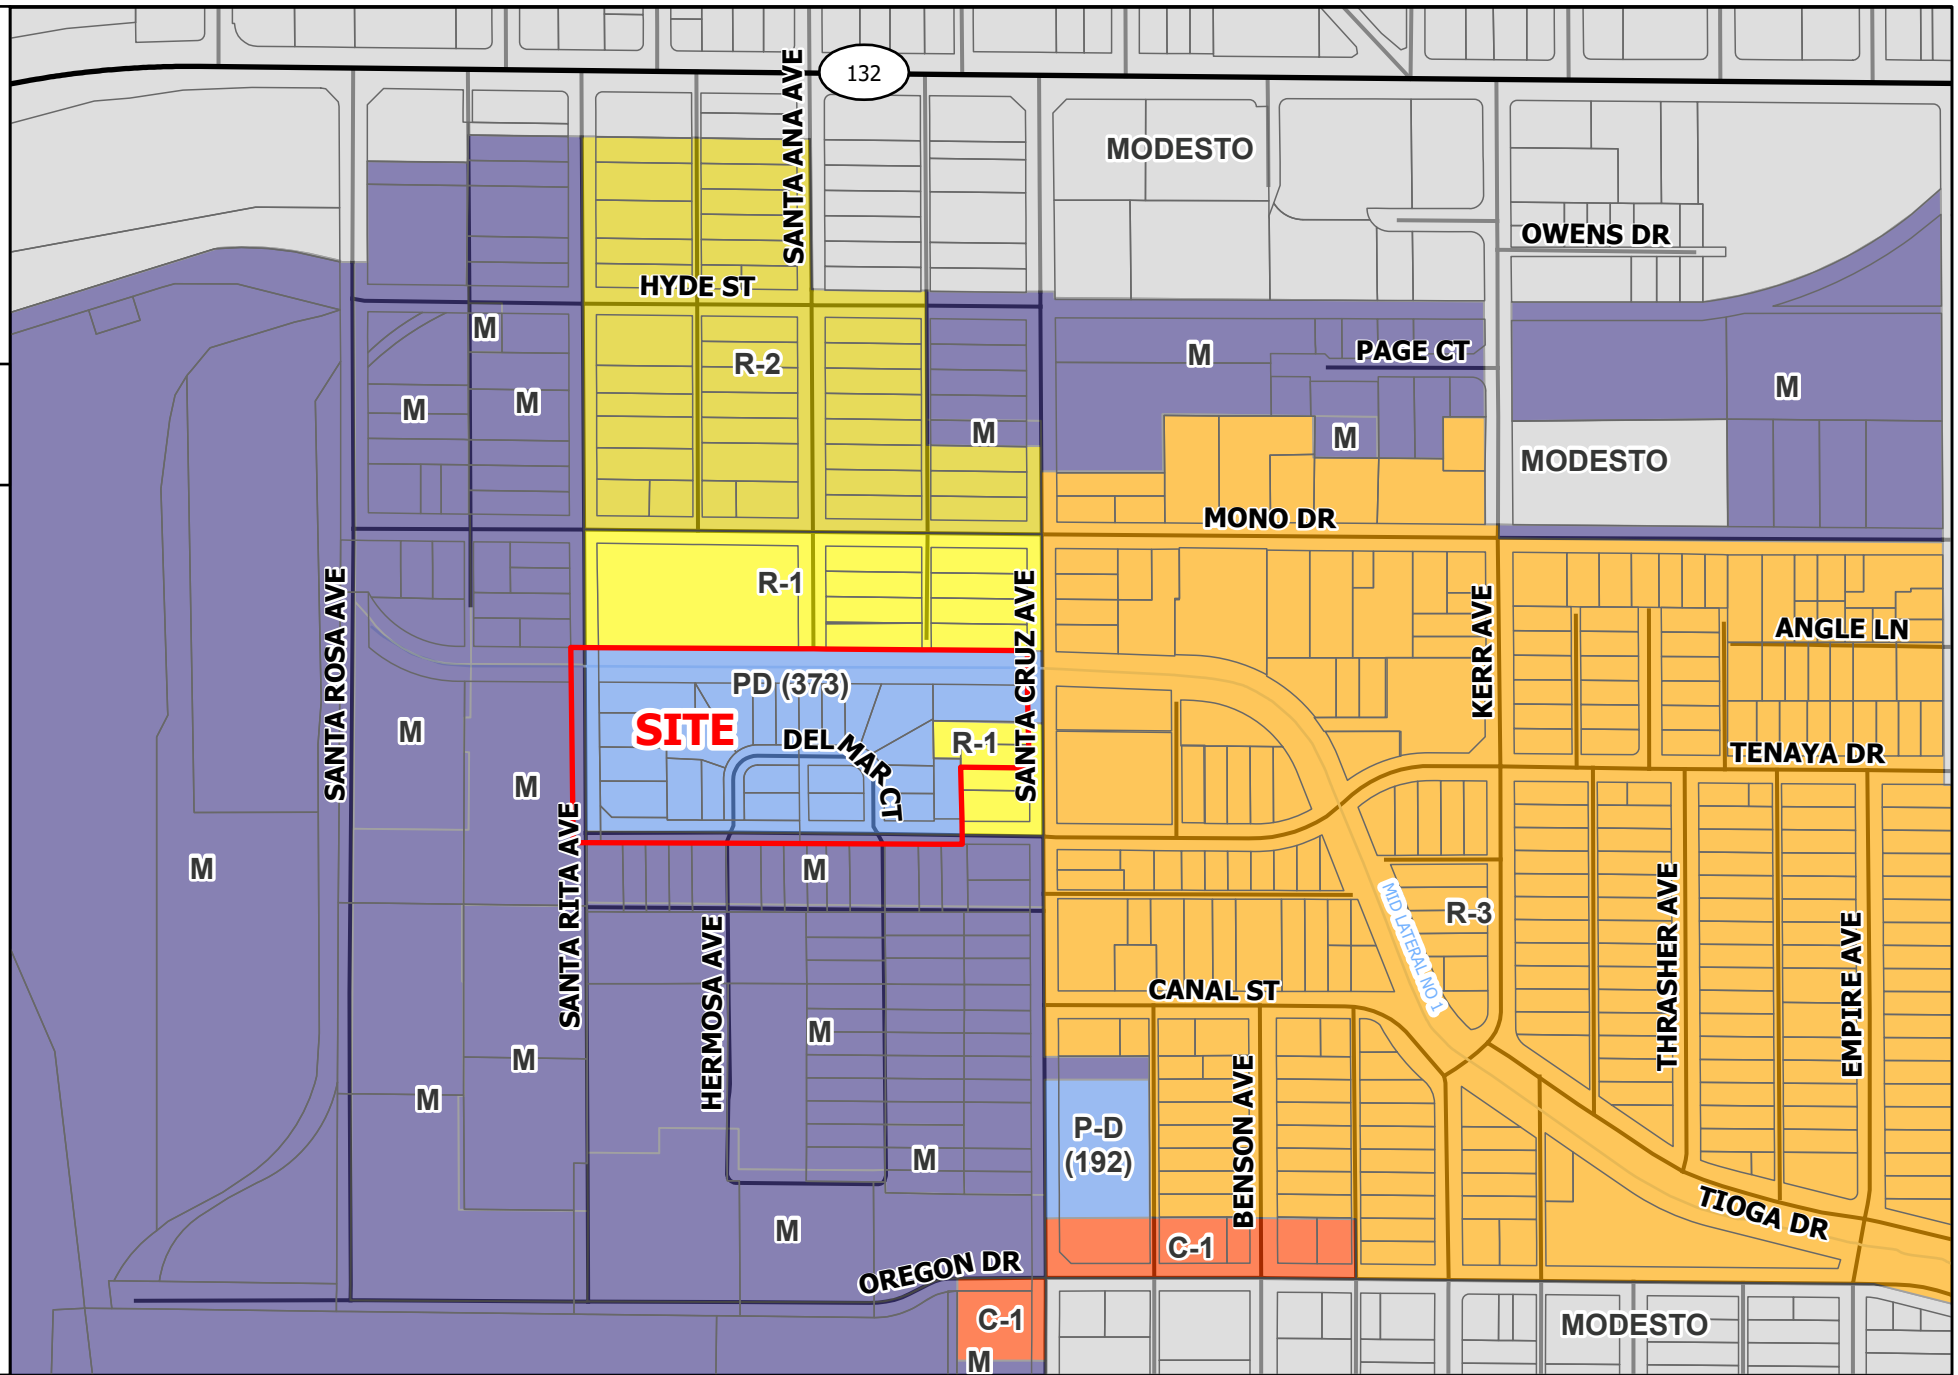 132
SANTA ANA AVE
MODESTO
OWENS DR
HYDE ST
M
R-2
M
PAGE CT
M
M
M
M
M
MODESTO
MONO DR
R-1
SANTA ROSA AVE
SANTA CRUZ AVE
KERR AVE
ANGLE LN
PD (373)
SITE
DEL MAR CT
R-1
TENAYA DR
M
M
M
M
SANTA RITA AVE
MID LATERAL NO 1
R-3
THRASHER AVE
EMPIRE AVE
HERMOSA AVE
CANAL ST
M
M
M
BENSON AVE
P-D
(192)
M
TIOGA DR
M
C-1
OREGON DR
C-1
MODESTO
M